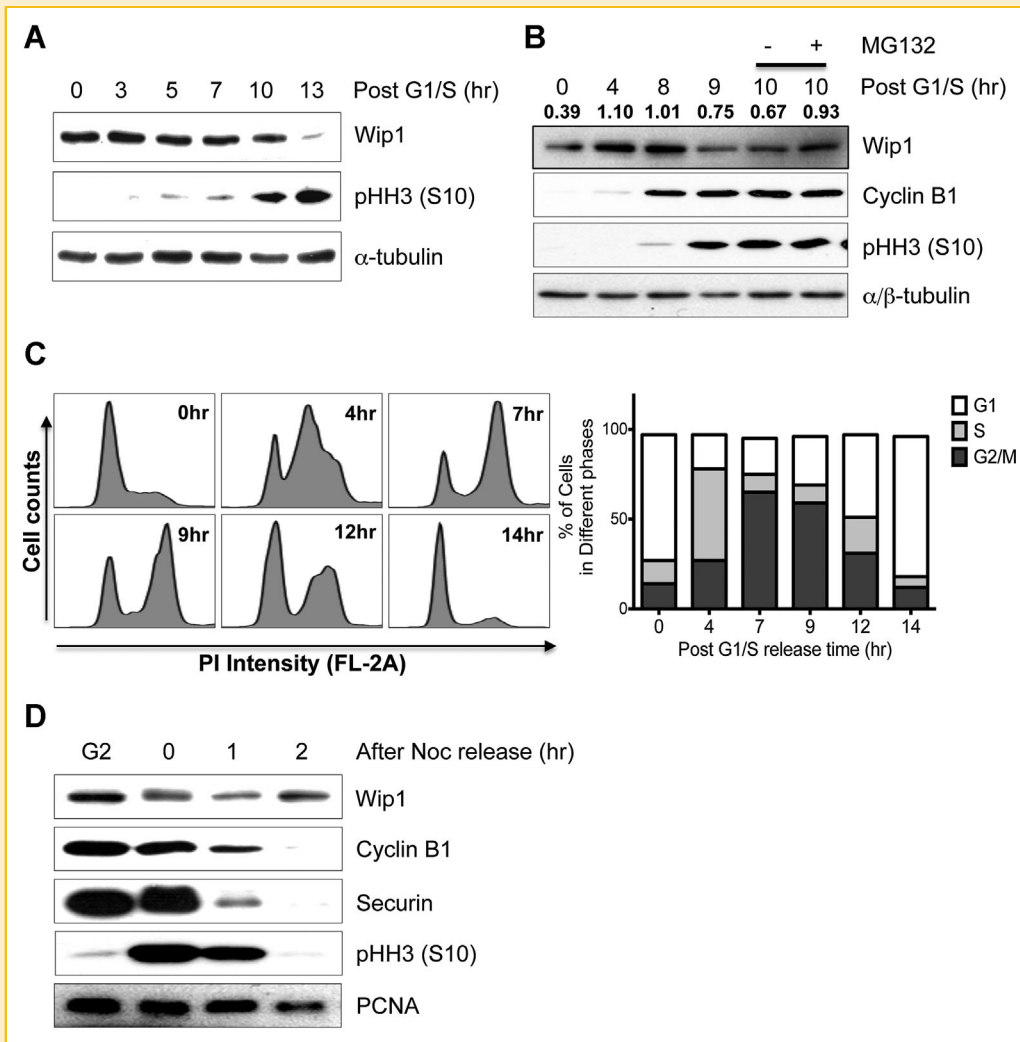 A
0 3 5 7 10 13 Post G1/S (hr)
Wip1
pHH3 (S10)
α-tubulin
B
- + MG132
0 4 8 9 10 10 Post G1/S (hr)
0.39 1.10 1.01 0.75 0.67 0.93
Wip1
Cyclin B1
pHH3 (S10)
α/β-tubulin
C
Cell counts
0hr 4hr 7hr
9hr 12hr 14hr
PI Intensity (FL-2A)
% of Cells
in Different phases
100
50
0
0 4 7 9 12 14
Post G1/S release time (hr)
G1
S
G2/M
D
G2 0 1 2 After Noc release (hr)
Wip1
Cyclin B1
Securin
pHH3 (S10)
PCNA